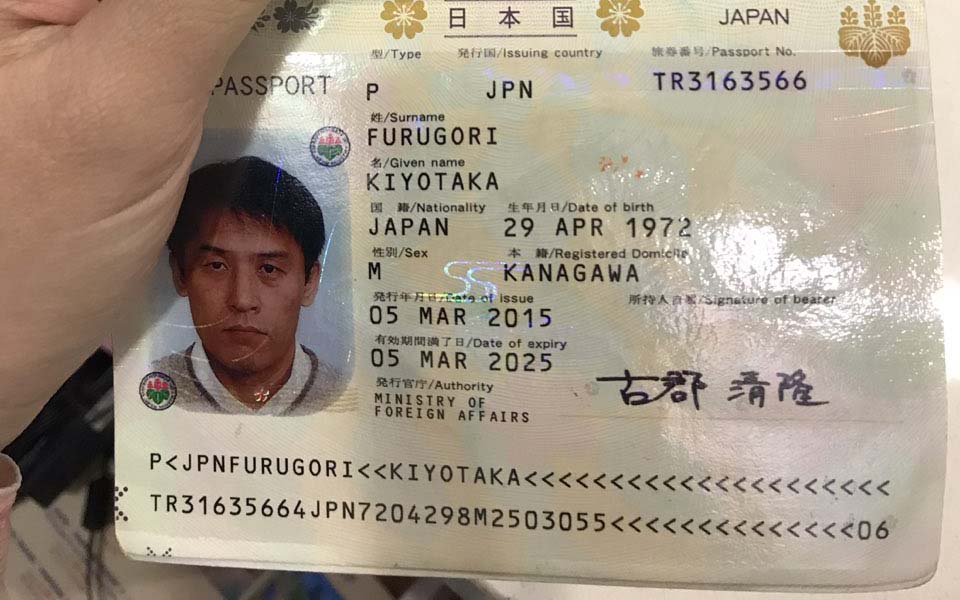 日本国 JAPAN
型/Type 発行国/Issuing country 旅券番号/Passport No.
PASSPORT P JPN TR3163566
姓/Surname
FURUGORI
名/Given name
KIYOTAKA
国 籍/Nationality 生年月日/Date of birth
JAPAN 29 APR 1972
性別/Sex 本 籍/Registered Domicile
M KANAGAWA
発行年月日/Date of issue 所持人自署/Signature of bearer
05 MAR 2015
有効期間満了日/Date of expiry
05 MAR 2025
古郡 清隆
発行官庁/Authority
MINISTRY OF
FOREIGN AFFAIRS
P<JPNFURUGORI<<KIYOTAKA<<<<<<<<<<<<<<<<<<<<<
TR31635664JPN7204298M2503055<<<<<<<<<<<<<<06